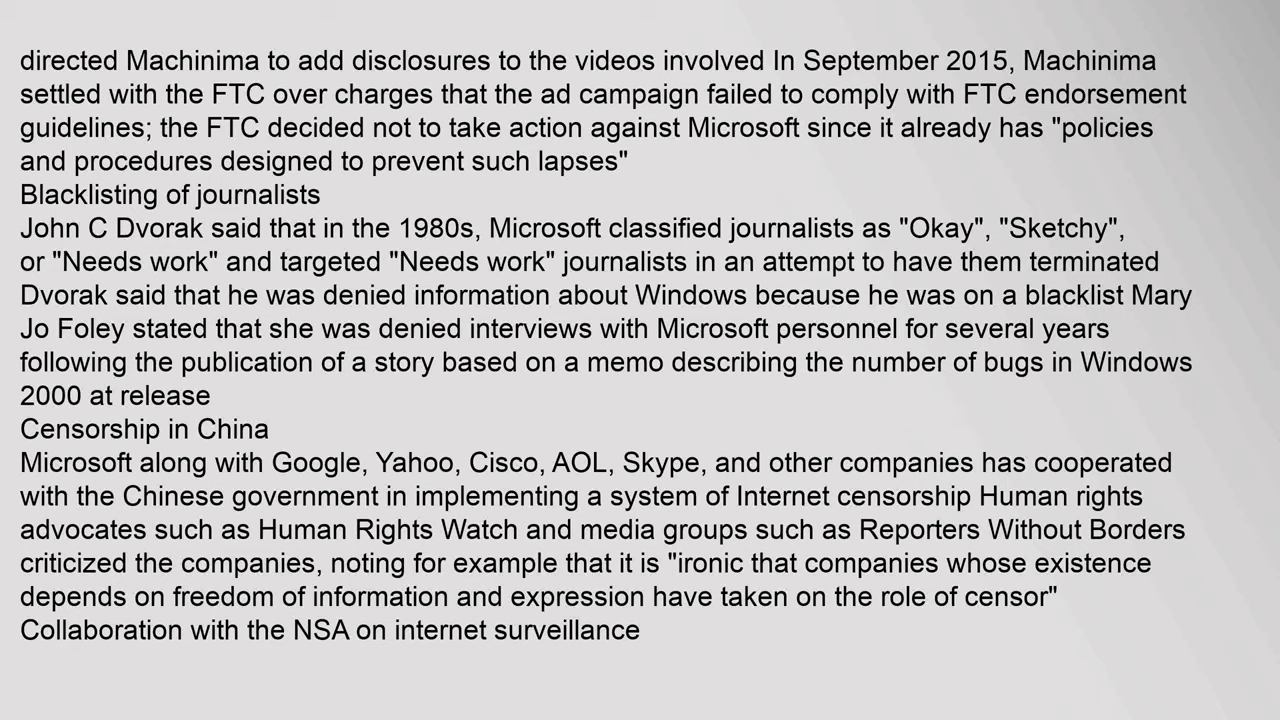 directed Machinima to add disclosures to the videos involved In September 2015, Machinima
settled with the FTC over charges that the ad campaign failed to comply with FTC endorsement
guidelines; the FTC decided not to take action against Microsoft since it already has "policies
and procedures designed to prevent such lapses"
Blacklisting of journalists
John C Dvorak said that in the 1980s, Microsoft classified journalists as "Okay", "Sketchy",
or "Needs work" and targeted "Needs work" journalists in an attempt to have them terminated
Dvorak said that he was denied information about Windows because he was on a blacklist Mary
Jo Foley stated that she was denied interviews with Microsoft personnel for several years
following the publication of a story based on a memo describing the number of bugs in Windows
2000 at release
Censorship in China
Microsoft along with Google, Yahoo, Cisco, AOL, Skype, and other companies has cooperated
with the Chinese government in implementing a system of Internet censorship Human rights
advocates such as Human Rights Watch and media groups such as Reporters Without Borders
criticized the companies, noting for example that it is "ironic that companies whose existence
depends on freedom of information and expression have taken on the role of censor"
Collaboration with the NSA on internet surveillance